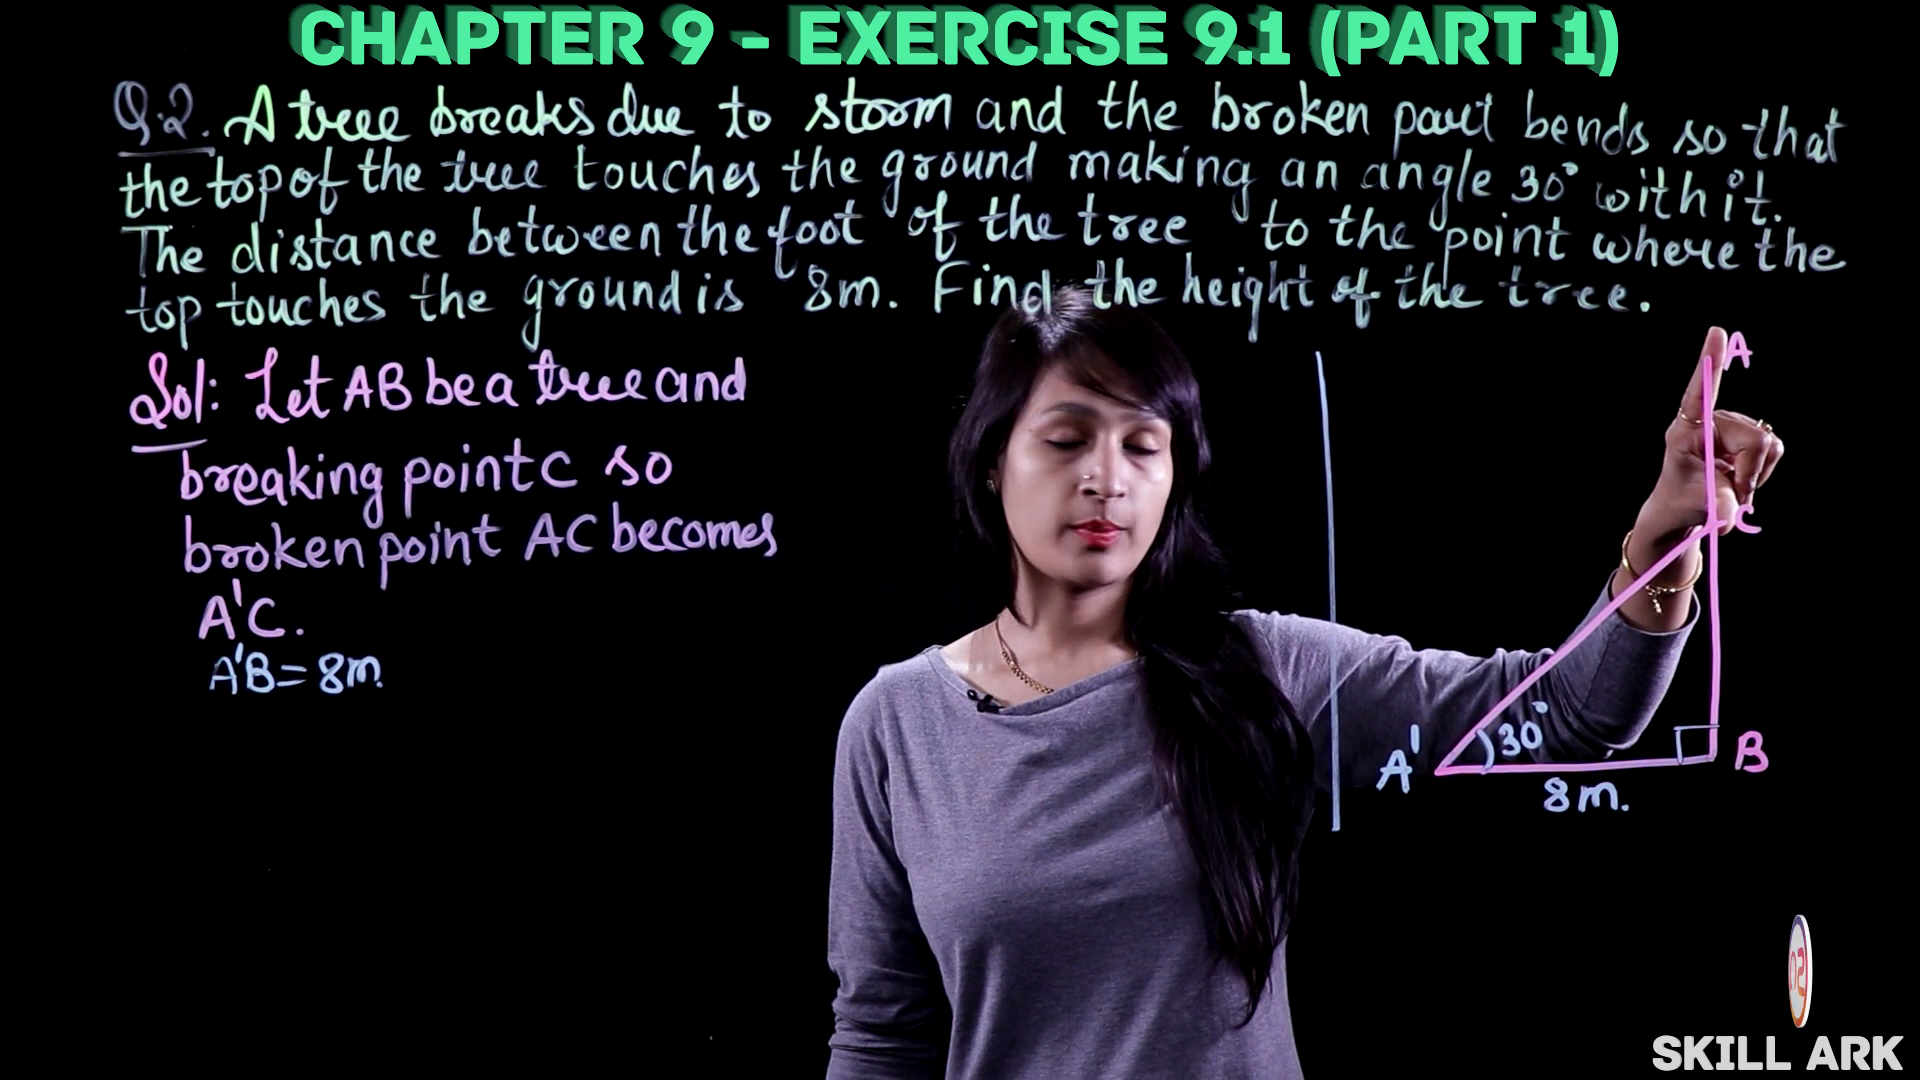 CHAPTER 9 - EXERCISE 9.1 (PART 1)
Q.2. A tree breaks due to storm and the broken part bends so that
the top of the tree touches the ground making an angle 30° with it.
The distance between the foot of the tree to the point where the
top touches the ground is 8m. Find the height of the tree.
Sol: Let AB be a tree and
breaking point C so
broken point AC becomes
A'C.
A'B = 8m.
A
C
30°
A'
B
8m.
SKILL ARK